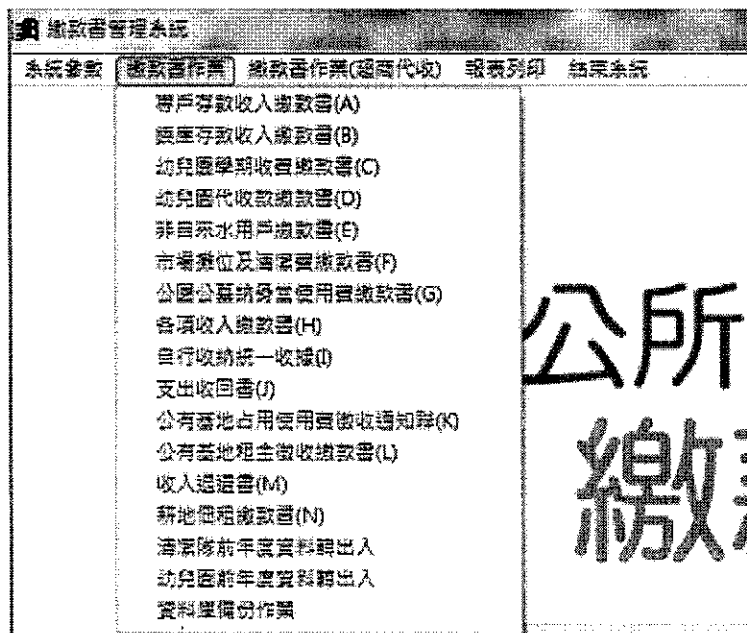 繳款書管理系統
系統參數 繳款書作業 繳款書作業(超商代收) 報表列印 結束系統
專戶存款收入繳款書(A)
鎮庫存款收入繳款書(B)
幼兒園學期收費繳款書(C)
幼兒園代收款繳款書(D)
非自來水用戶繳款書(E)
市場攤位及清潔費繳款書(F)
公園公墓納骨堂使用費繳款書(G)
各項收入繳款書(H)
自行收納統一收據(I)
支出收回書(J)
公有基地占用使用費徵收通知聯(K)
公有基地租金徵收繳款書(L)
收入退還書(M)
耕地佃租繳款書(N)
清潔隊前年度資料轉出入
幼兒園前年度資料轉出入
資料庫備份作業
公所
繳